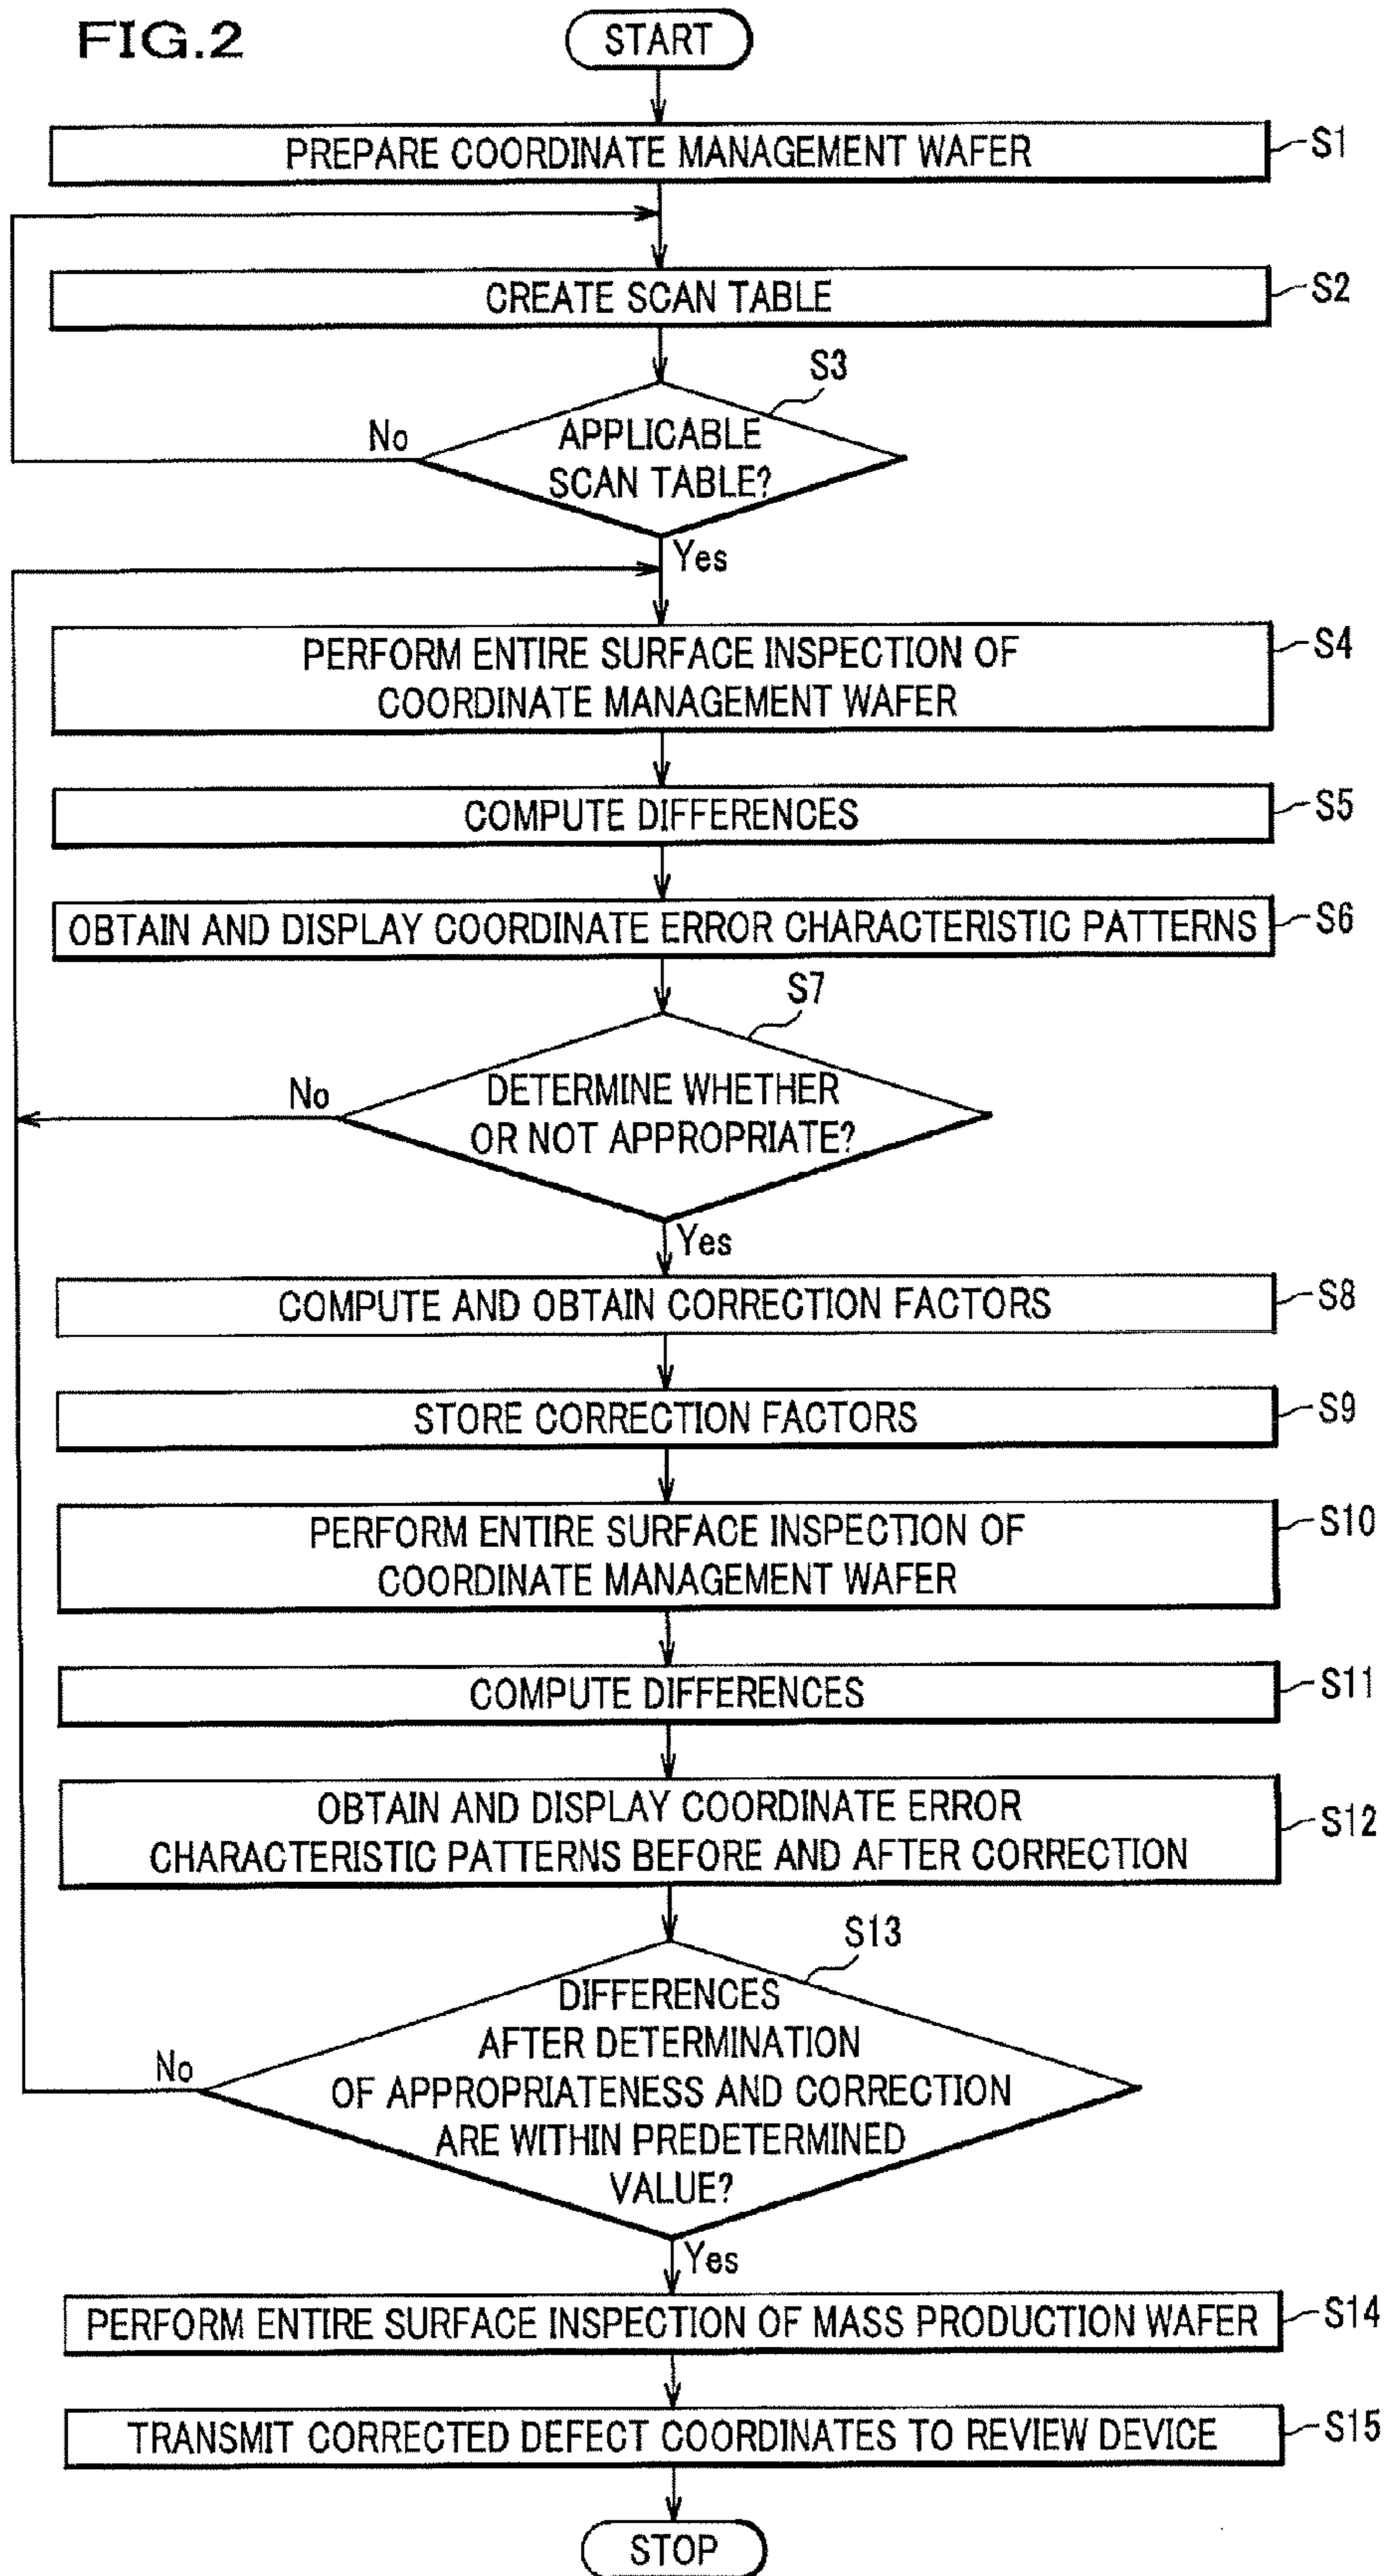 FIG.2
START
PREPARE COORDINATE MANAGEMENT WAFER
S1
CREATE SCAN TABLE
S2
S3
APPLICABLE
SCAN TABLE?
No
Yes
PERFORM ENTIRE SURFACE INSPECTION OF
COORDINATE MANAGEMENT WAFER
S4
COMPUTE DIFFERENCES
S5
OBTAIN AND DISPLAY COORDINATE ERROR CHARACTERISTIC PATTERNS
S6
S7
DETERMINE WHETHER
OR NOT APPROPRIATE?
No
Yes
COMPUTE AND OBTAIN CORRECTION FACTORS
S8
STORE CORRECTION FACTORS
S9
PERFORM ENTIRE SURFACE INSPECTION OF
COORDINATE MANAGEMENT WAFER
S10
COMPUTE DIFFERENCES
S11
OBTAIN AND DISPLAY COORDINATE ERROR
CHARACTERISTIC PATTERNS BEFORE AND AFTER CORRECTION
S12
S13
DIFFERENCES
AFTER DETERMINATION
OF APPROPRIATENESS AND CORRECTION
ARE WITHIN PREDETERMINED
VALUE?
No
Yes
PERFORM ENTIRE SURFACE INSPECTION OF MASS PRODUCTION WAFER
S14
TRANSMIT CORRECTED DEFECT COORDINATES TO REVIEW DEVICE
S15
STOP